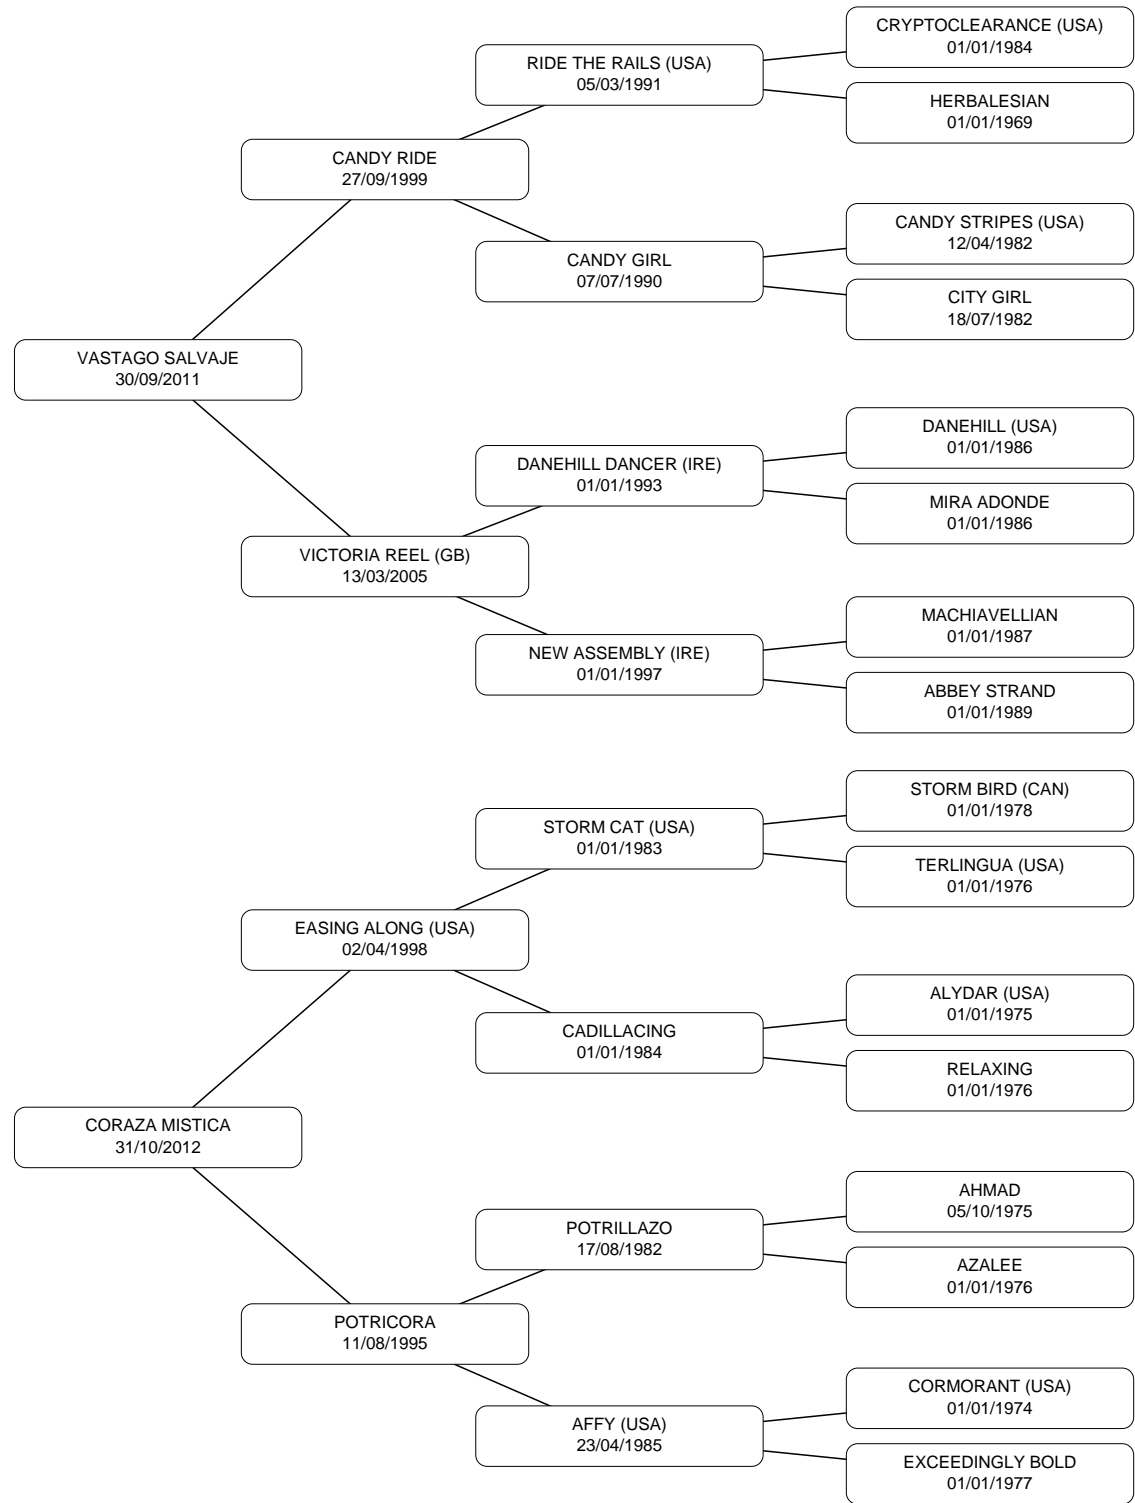 CRYPTOCLEARANCE (USA)
01/01/1984
RIDE THE RAILS (USA)
05/03/1991
HERBALESIAN
01/01/1969
CANDY RIDE
27/09/1999
CANDY STRIPES (USA)
12/04/1982
CANDY GIRL
07/07/1990
CITY GIRL
18/07/1982
VASTAGO SALVAJE
30/09/2011
DANEHILL (USA)
01/01/1986
DANEHILL DANCER (IRE)
01/01/1993
MIRA ADONDE
01/01/1986
VICTORIA REEL (GB)
13/03/2005
MACHIAVELLIAN
01/01/1987
NEW ASSEMBLY (IRE)
01/01/1997
ABBEY STRAND
01/01/1989
STORM BIRD (CAN)
01/01/1978
STORM CAT (USA)
01/01/1983
TERLINGUA (USA)
01/01/1976
EASING ALONG (USA)
02/04/1998
ALYDAR (USA)
01/01/1975
CADILLACING
01/01/1984
RELAXING
01/01/1976
CORAZA MISTICA
31/10/2012
AHMAD
05/10/1975
POTRILLAZO
17/08/1982
AZALEE
01/01/1976
POTRICORA
11/08/1995
CORMORANT (USA)
01/01/1974
AFFY (USA)
23/04/1985
EXCEEDINGLY BOLD
01/01/1977